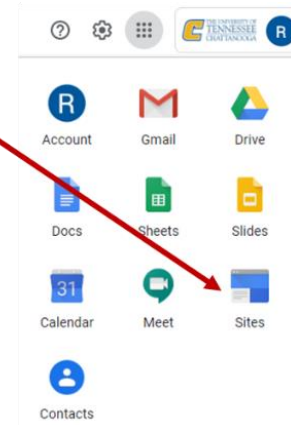 THE UNIVERSITY OF
TENNESSEE
CHATTANOOGA
R
R
Account Gmail Drive
Docs Sheets Slides
31
Calendar Meet Sites
Contacts